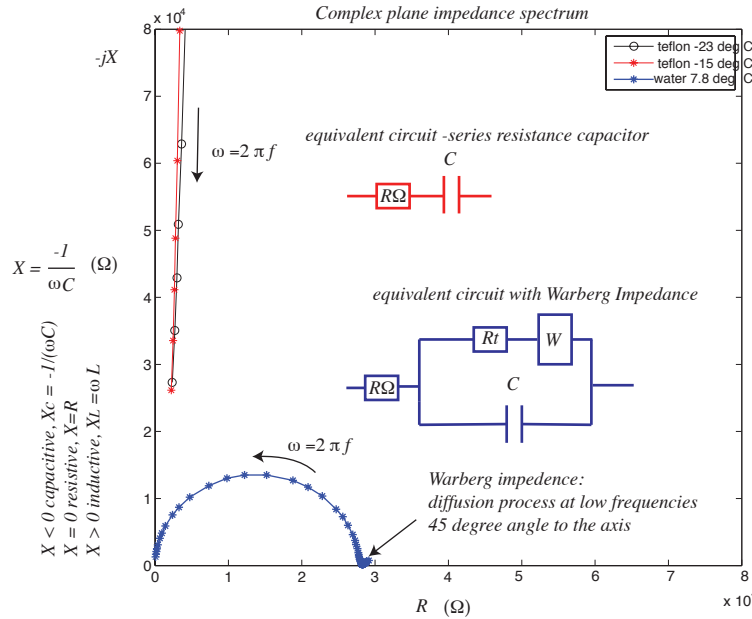 Complex plane impedance spectrum
x 10⁴
-jX
teflon -23 deg C
teflon -15 deg C
water 7.8 deg C
8
7
6
5
4
3
2
1
0
ω=2 π f
equivalent circuit -series resistance capacitor
C
RΩ
X = -1/ωC (Ω)
X < 0 capacitive, Xc = -1/(ωC)
X = 0 resistive, X=R
X > 0 inductive, XL =ω L
equivalent circuit with Warberg Impedance
Rt
W
RΩ
C
ω=2 π f
Warberg impedence:
diffusion process at low frequencies
45 degree angle to the axis
0 1 2 3 4 5 6 7 8
R (Ω)
x 10